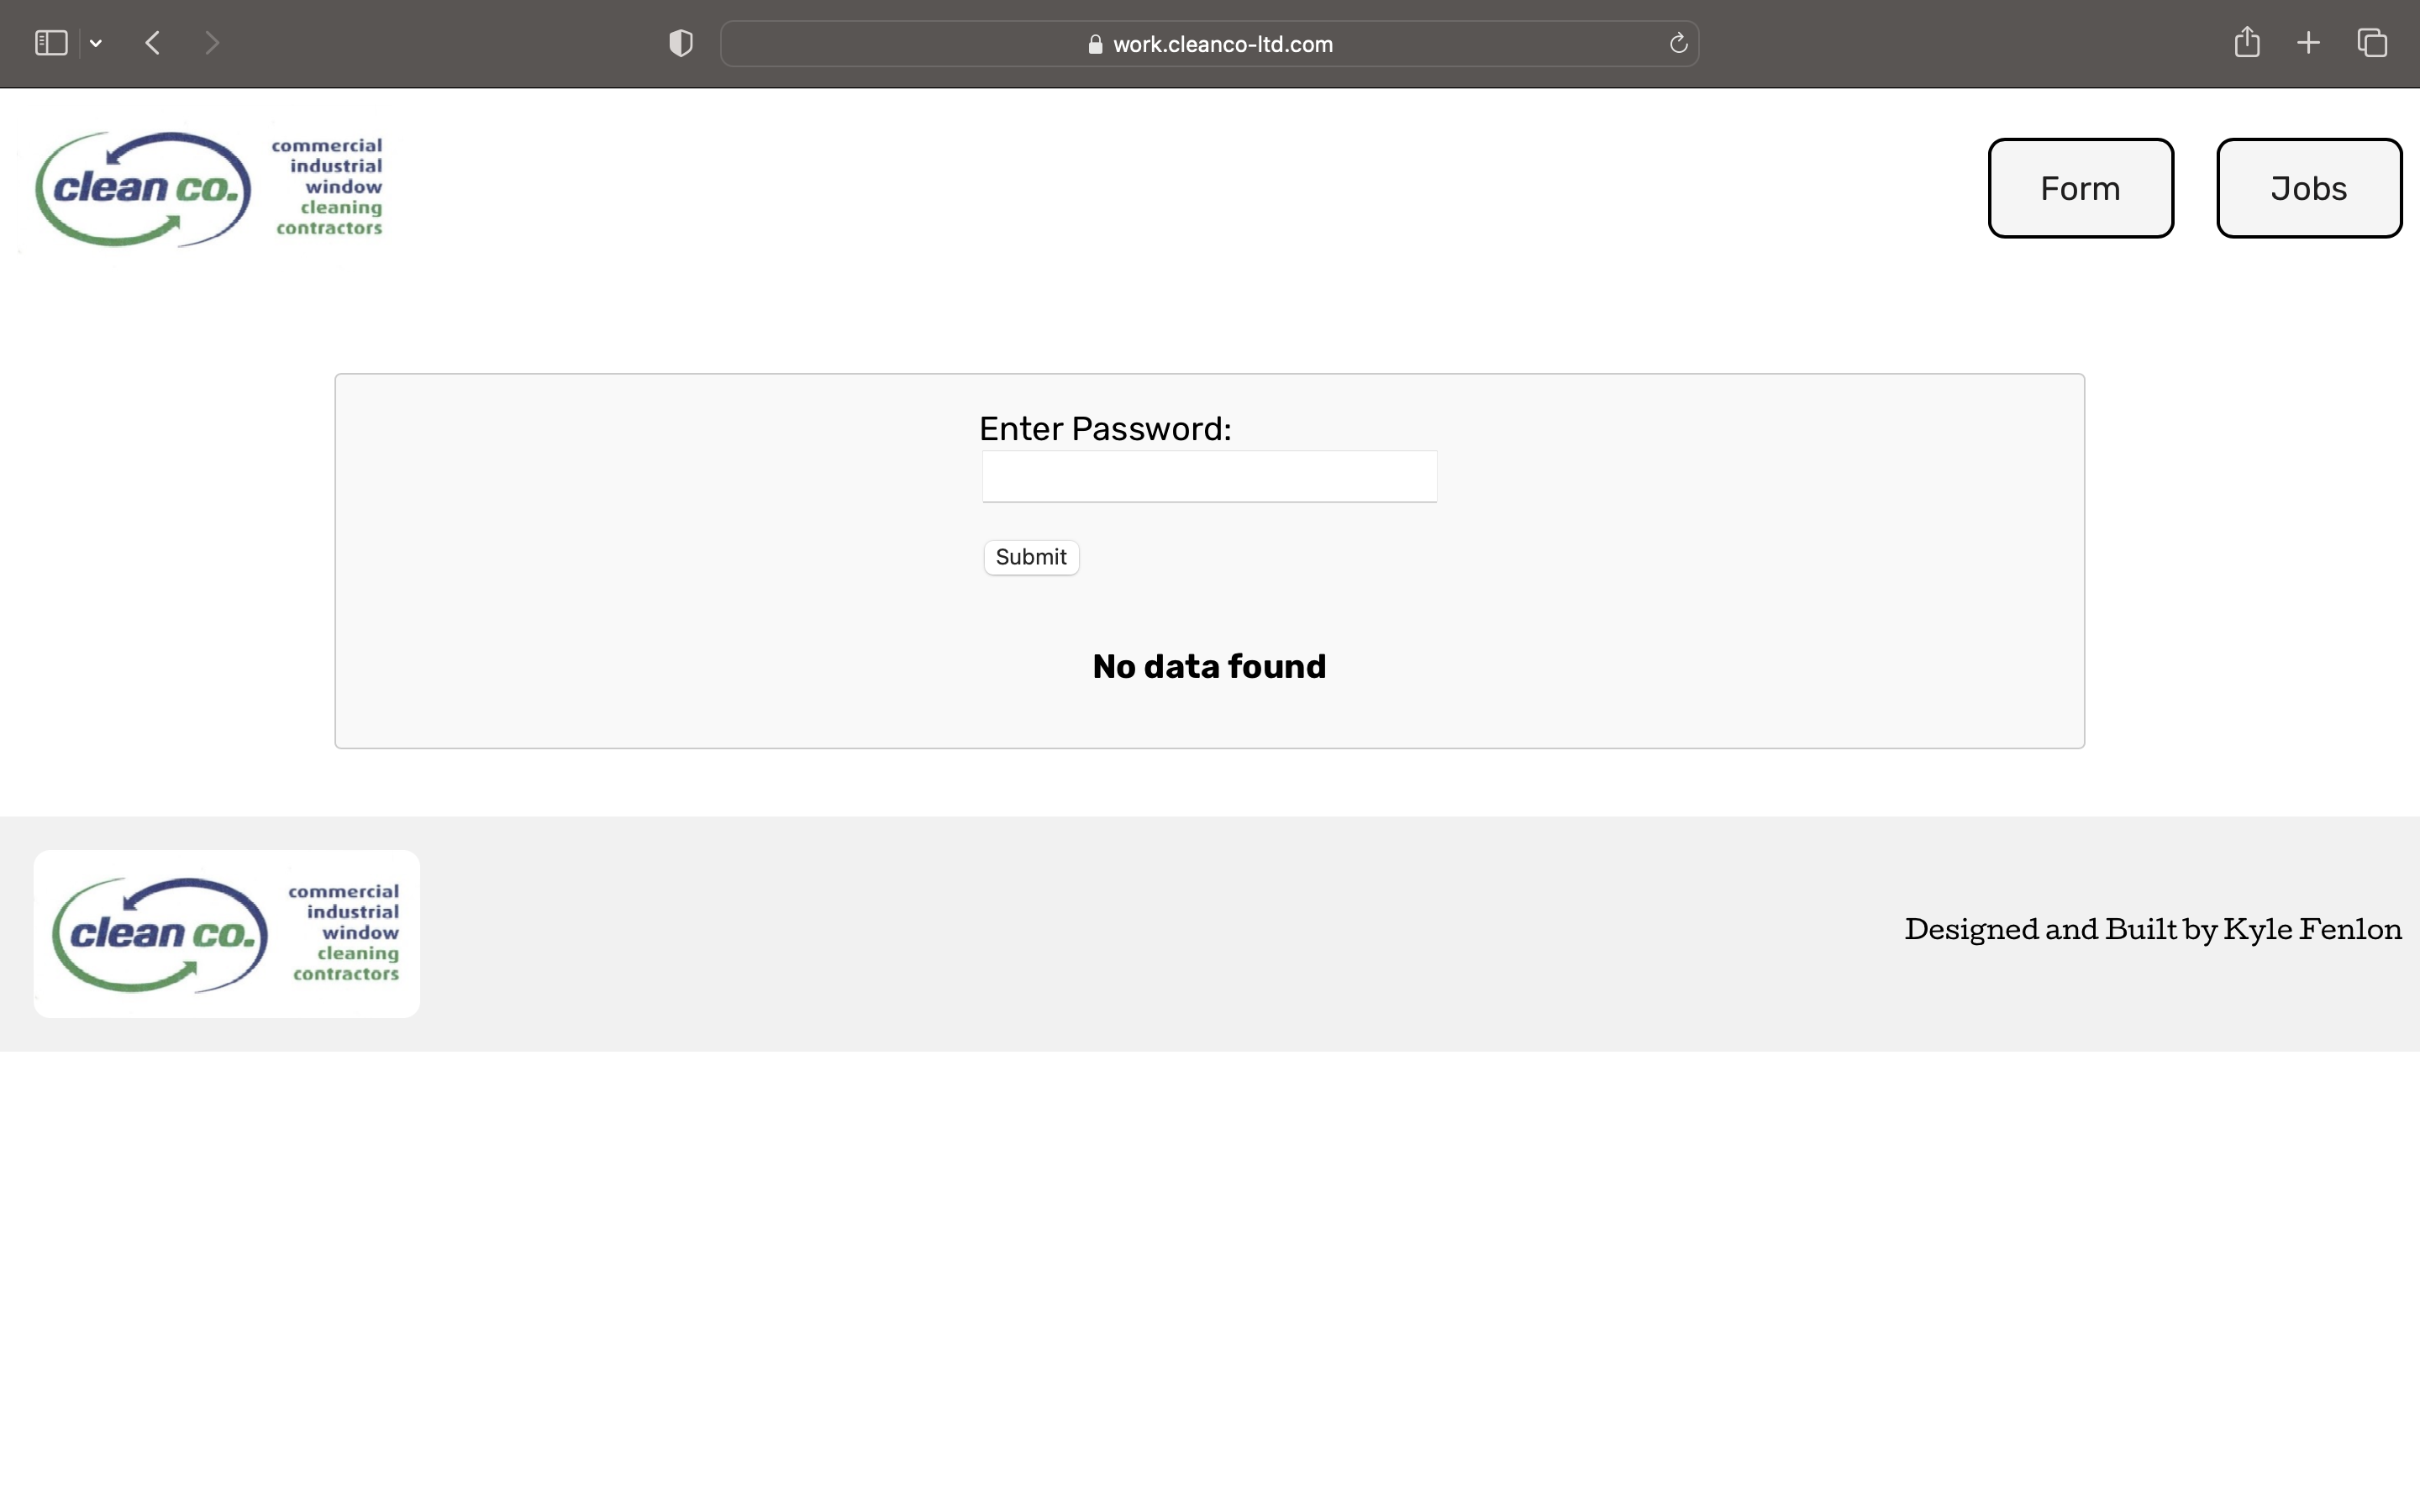 work.cleanco-ltd.com
clean co.
commercial
industrial
window
cleaning
contractors
Form
Jobs
Enter Password:
Submit
No data found
clean co.
commercial
industrial
window
cleaning
contractors
Designed and Built by Kyle Fenlon